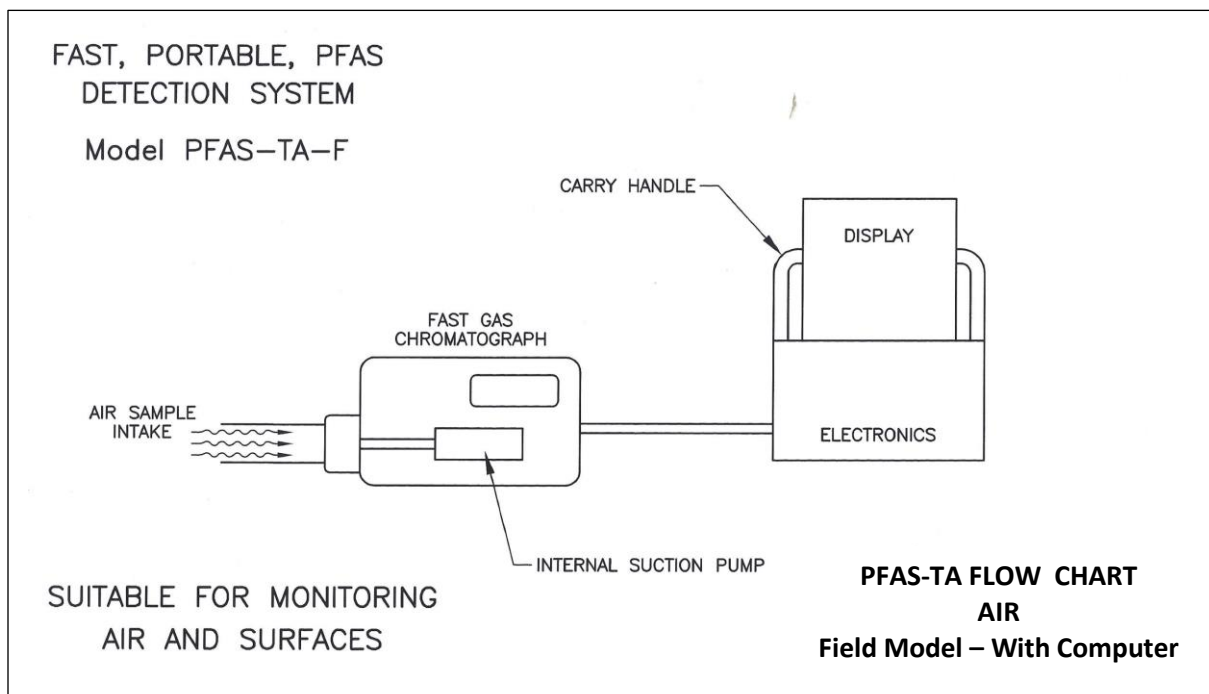 FAST, PORTABLE, PFAS
DETECTION SYSTEM
Model PFAS-TA-F
CARRY HANDLE
DISPLAY
FAST GAS
CHROMATOGRAPH
AIR SAMPLE
INTAKE
ELECTRONICS
INTERNAL SUCTION PUMP
SUITABLE FOR MONITORING
AIR AND SURFACES
PFAS-TA FLOW CHART
AIR
Field Model – With Computer